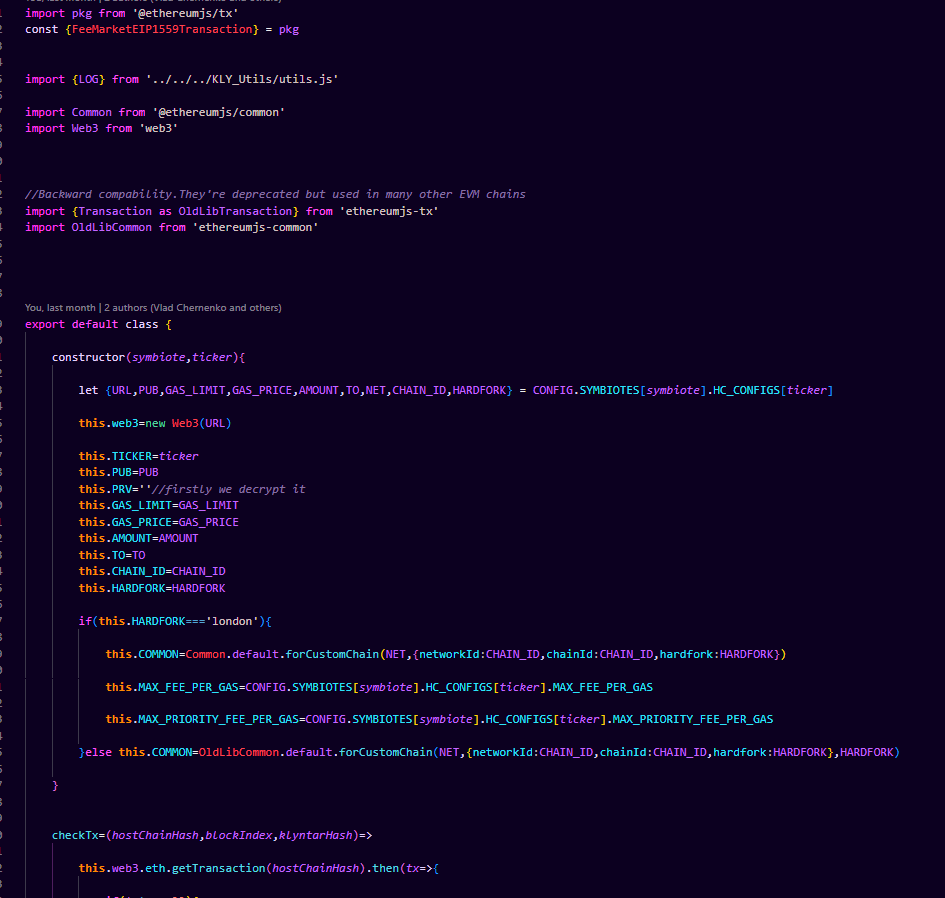 import pkg from '@ethereumjs/tx'
const {FeeMarketEIP1559Transaction} = pkg
import {LOG} from '../../../KLY_Utils/utils.js'
import Common from '@ethereumjs/common'
import Web3 from 'web3'
//Backward compability.They're deprecated but used in many other EVM chains
import {Transaction as OldLibTransaction} from 'ethereumjs-tx'
import OldLibCommon from 'ethereumjs-common'
You, last month | 2 authors (Vlad Chernenko and others)
export default class {
constructor(symbiote,ticker){
let {URL,PUB,GAS_LIMIT,GAS_PRICE,AMOUNT,TO,NET,CHAIN_ID,HARDFORK} = CONFIG.SYMBIOTES[symbiote].HC_CONFIGS[ticker]
this.web3=new Web3(URL)
this.TICKER=ticker
this.PUB=PUB
this.PRV=''//firstly we decrypt it
this.GAS_LIMIT=GAS_LIMIT
this.GAS_PRICE=GAS_PRICE
this.AMOUNT=AMOUNT
this.TO=TO
this.CHAIN_ID=CHAIN_ID
this.HARDFORK=HARDFORK
if(this.HARDFORK==='london'){
this.COMMON=Common.default.forCustomChain(NET,{networkId:CHAIN_ID,chainId:CHAIN_ID,hardfork:HARDFORK})
this.MAX_FEE_PER_GAS=CONFIG.SYMBIOTES[symbiote].HC_CONFIGS[ticker].MAX_FEE_PER_GAS
this.MAX_PRIORITY_FEE_PER_GAS=CONFIG.SYMBIOTES[symbiote].HC_CONFIGS[ticker].MAX_PRIORITY_FEE_PER_GAS
}else this.COMMON=OldLibCommon.default.forCustomChain(NET,{networkId:CHAIN_ID,chainId:CHAIN_ID,hardfork:HARDFORK},HARDFORK)
}
checkTx=(hostChainHash,blockIndex,klyntarHash)=>
this.web3.eth.getTransaction(hostChainHash).then(tx=>{